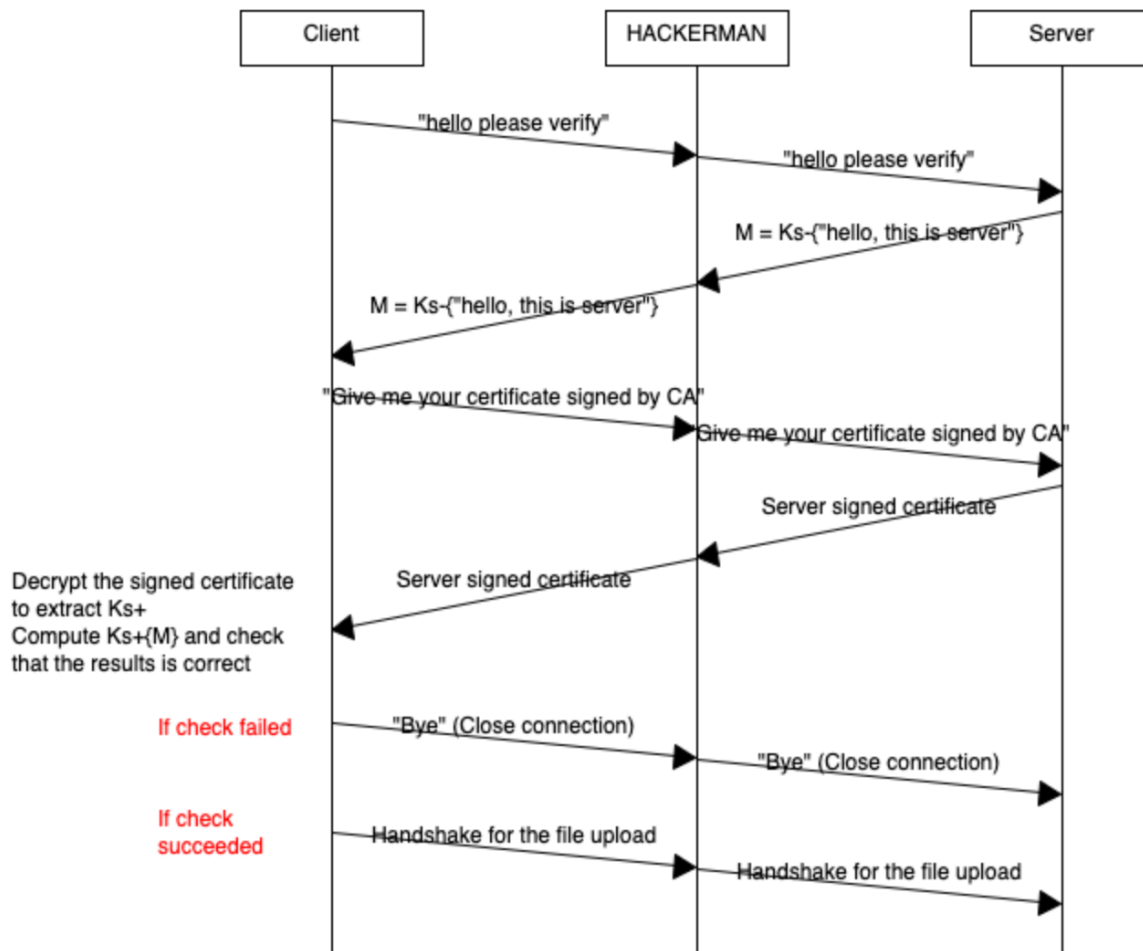 Client
HACKERMAN
Server
"hello please verify"
"hello please verify"
M = Ks-{"hello, this is server"}
M = Ks-{"hello, this is server"}
"Give me your certificate signed by CA"
Give me your certificate signed by CA"
Server signed certificate
Server signed certificate
Decrypt the signed certificate
to extract Ks+
Compute Ks+{M} and check
that the results is correct
If check failed
"Bye" (Close connection)
"Bye" (Close connection)
If check
succeeded
Handshake for the file upload
Handshake for the file upload